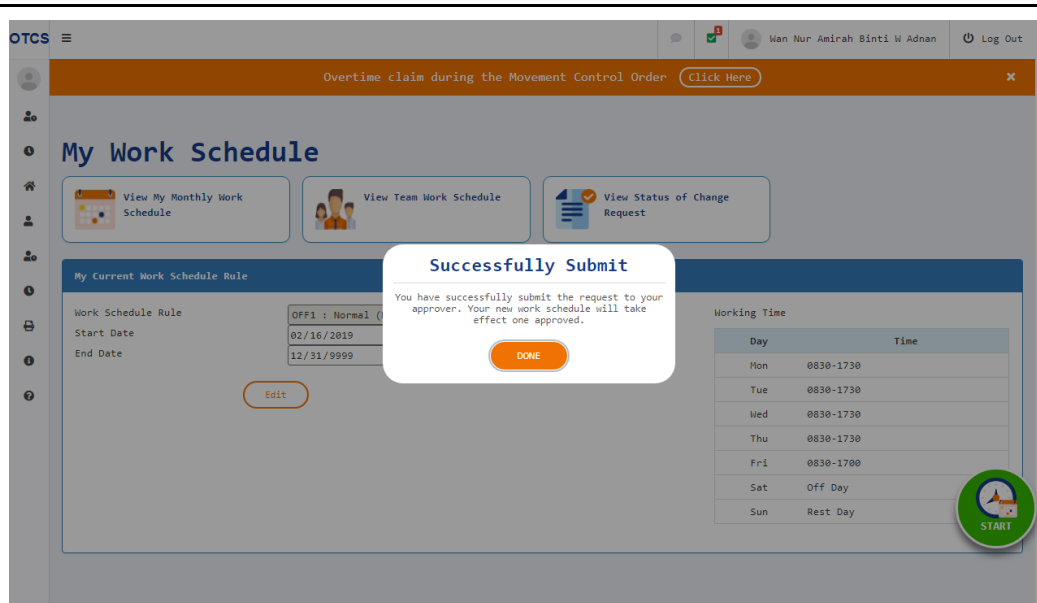 OTCS
1
Wan Nur Amirah Binti W Adnan
Log Out
Overtime claim during the Movement Control Order Click Here
My Work Schedule
View My Monthly Work
Schedule
View Team Work Schedule
View Status of Change
Request
My Current Work Schedule Rule
Work Schedule Rule
OFF1 : Normal (
Start Date
02/16/2019
End Date
12/31/9999
Edit
Successfully Submit
You have successfully submit the request to your
approver. Your new work schedule will take
effect one approved.
DONE
Working Time
Day Time
Mon 0830-1730
Tue 0830-1730
Wed 0830-1730
Thu 0830-1730
Fri 0830-1700
Sat Off Day
Sun Rest Day
START